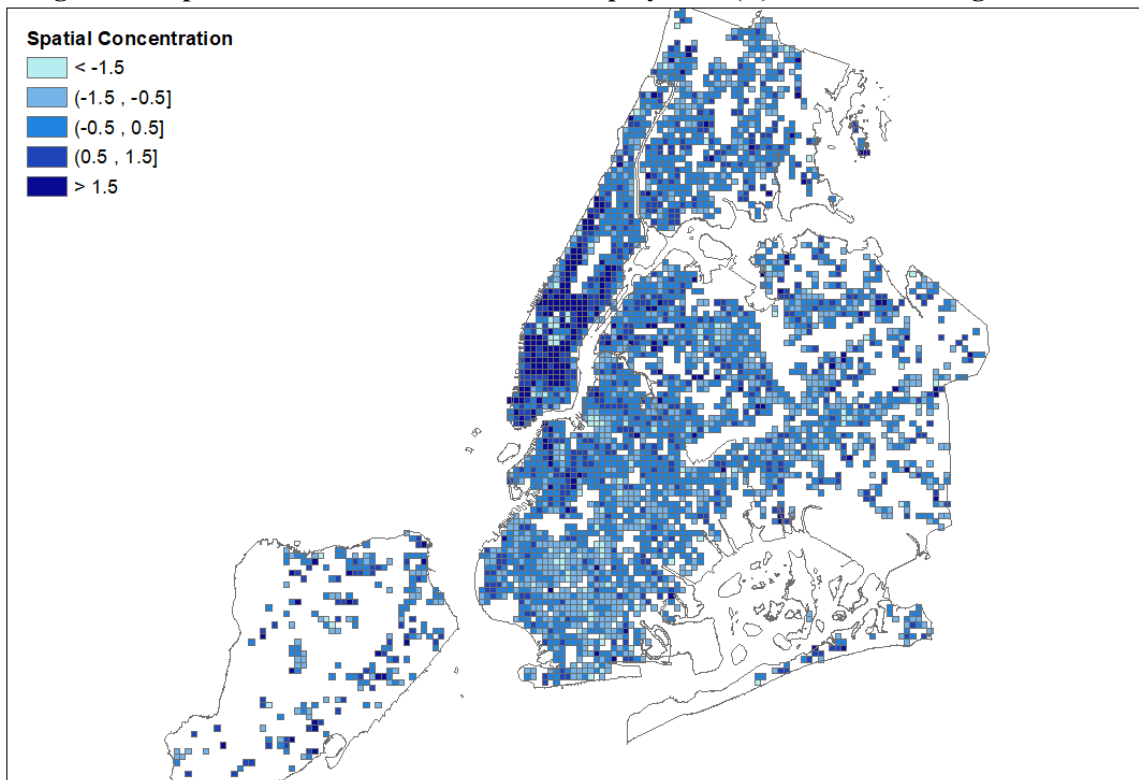 Spatial Concentration
< -1.5
(-1.5 , -0.5]
(-0.5 , 0.5]
(0.5 , 1.5]
> 1.5